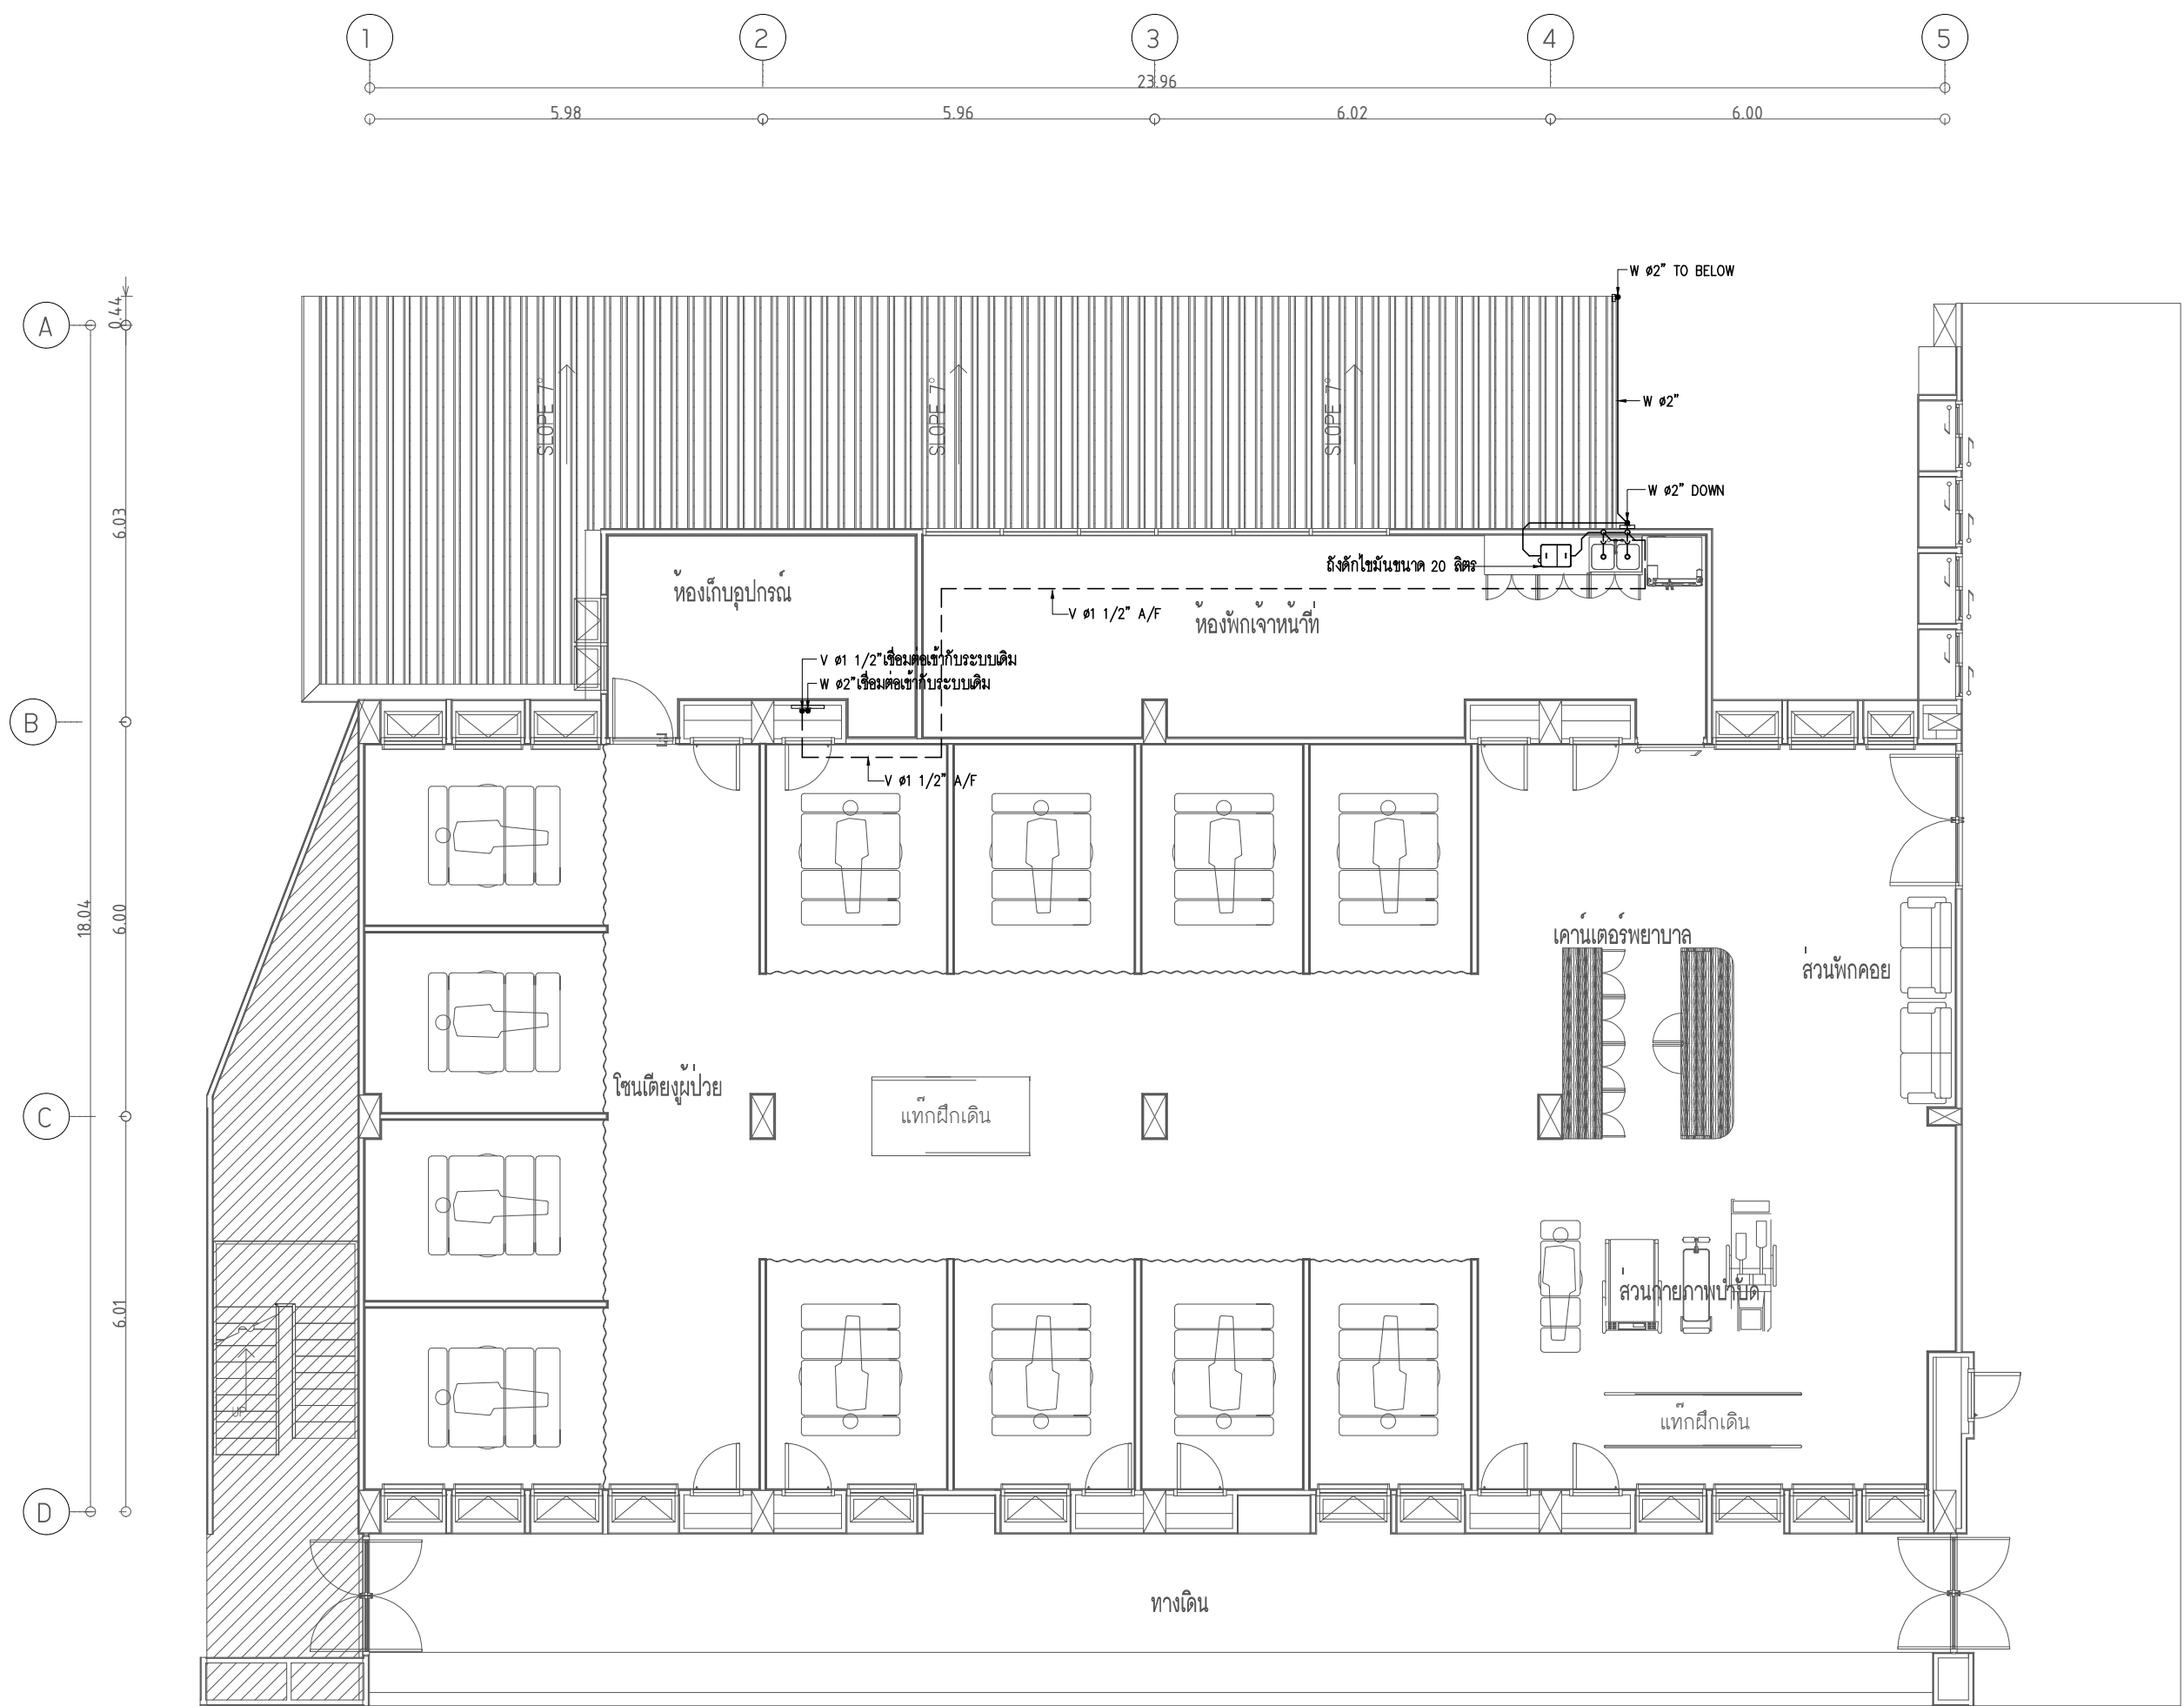 1
2
3
4
5
23.96
5.98
5.96
6.02
6.00
W ø2" TO BELOW
0.44
A
SLOPE 7°
SLOPE 7°
SLOPE 7°
W ø2"
W ø2" DOWN
6.03
ถังดักไขมันขนาด 20 ลิตร
ห้องเก็บอุปกรณ์
V ø1 1/2" A/F
ห้องพักเจ้าหน้าที่
V ø1 1/2"เชื่อมต่อเข้ากับระบบเดิม
W ø2"เชื่อมต่อเข้ากับระบบเดิม
B
V ø1 1/2" A/F
18.04
6.00
เคาน์เตอร์พยาบาล
ส่วนพักคอย
โซนเตียงผู้ป่วย
แท๊กฝึกเดิน
C
ส่วนกายภาพบำบัด
6.01
UP
แท๊กฝึกเดิน
D
ทางเดิน